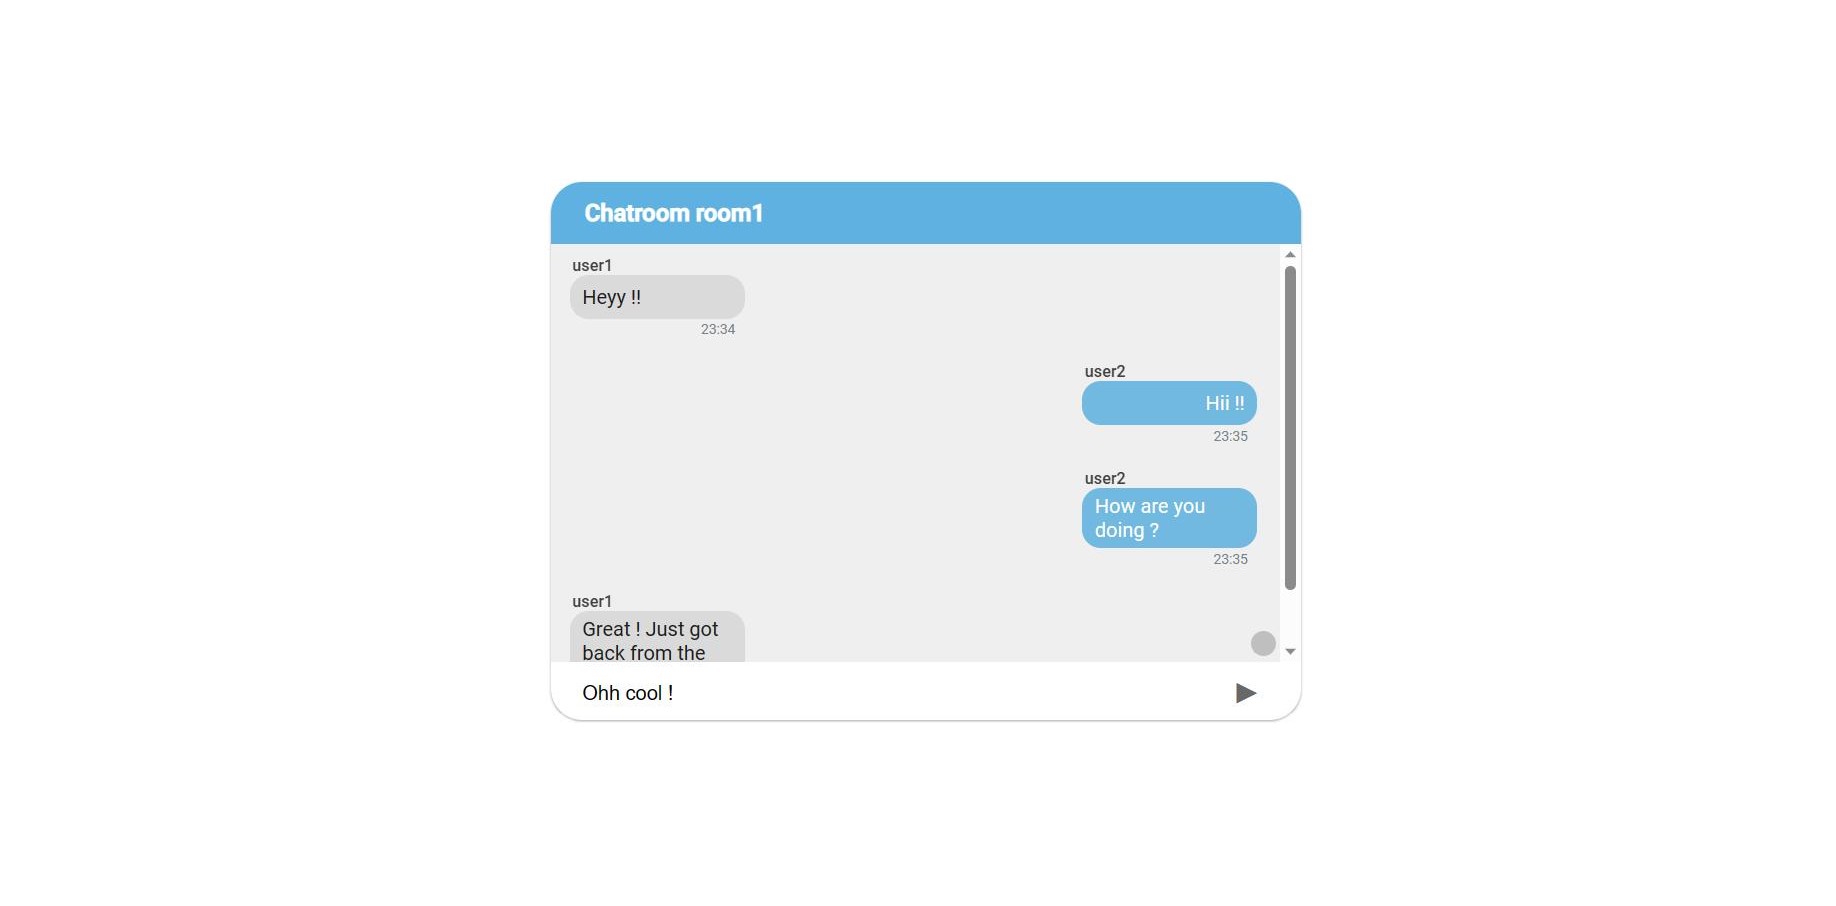 Chatroom room1
user1
Heyy !!
23:34
user2
Hii !!
23:35
user2
How are you
doing ?
23:35
user1
Great ! Just got
back from the
Ohh cool !